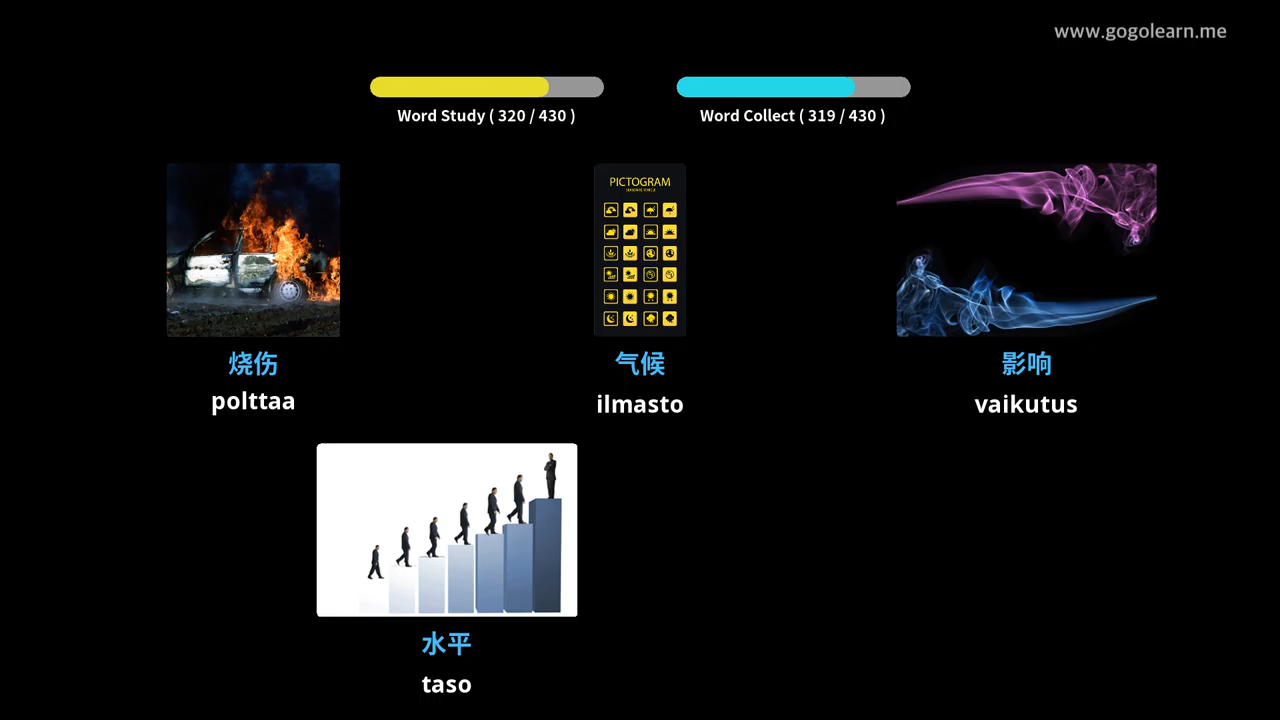 www.gogolearn.me
Word Study ( 320 / 430 )
Word Collect ( 319 / 430 )
PICTOGRAM
烧伤
气候
影响
polttaa
ilmasto
vaikutus
水平
taso